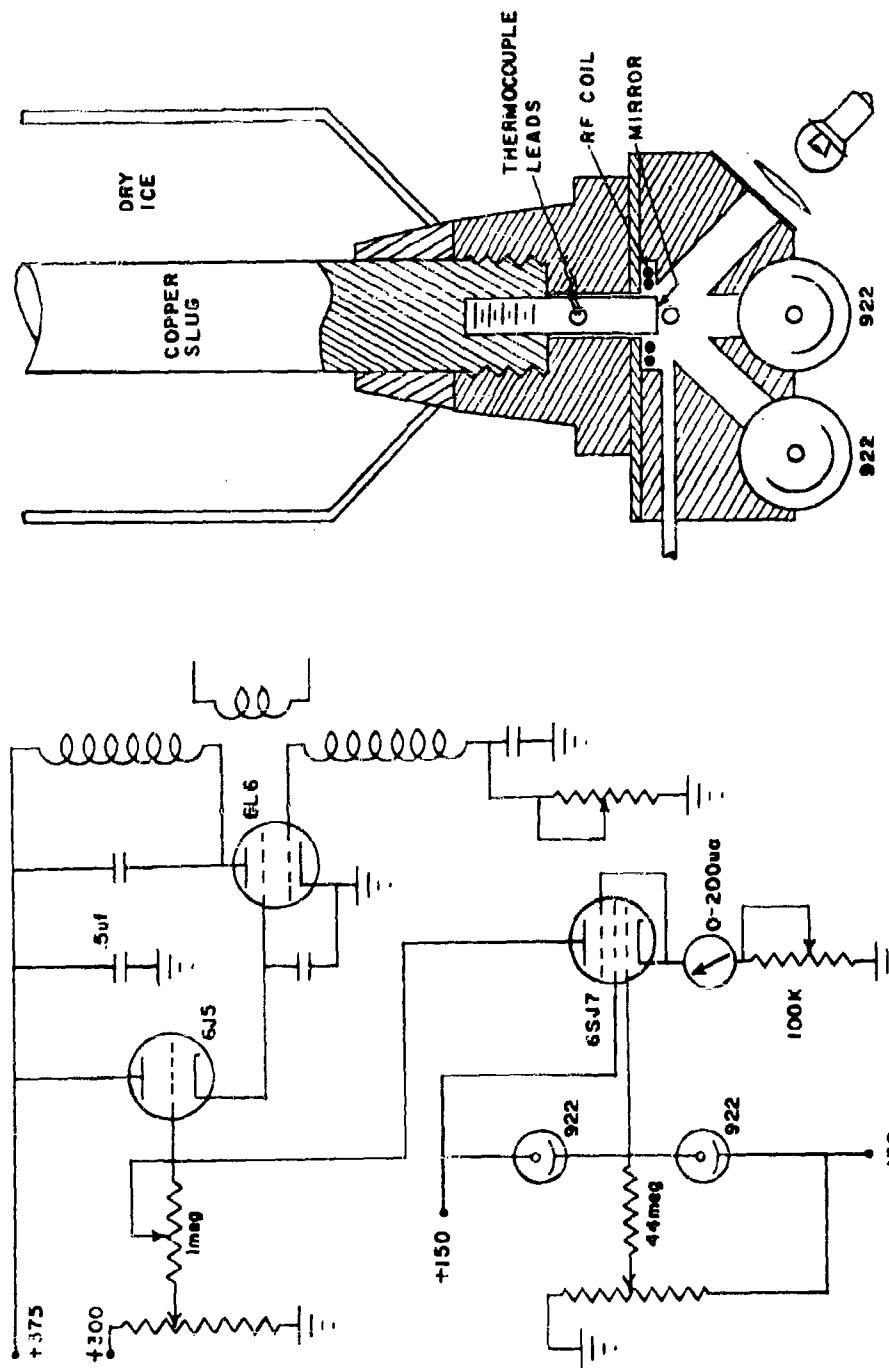 DRY
ICE
COPPER
SLUG
THERMOCOUPLE
LEADS
RF COIL
MIRROR
922
922
+375
+300
1meg
6J5
.5uf
6L6
+150
922
44meg
922
6SJ7
0-200ua
100K